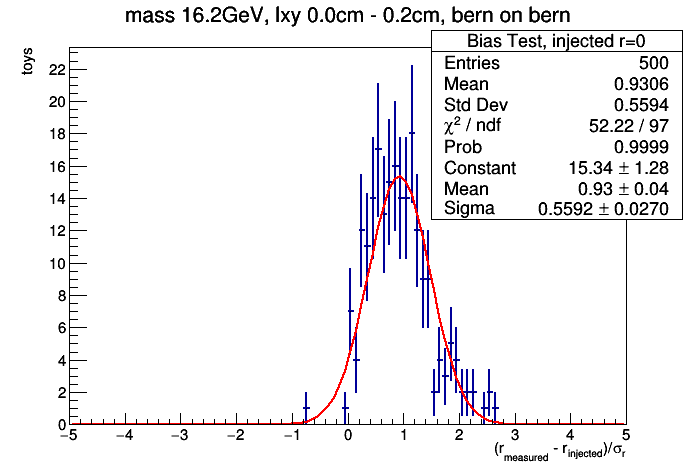 mass 16.2GeV, lxy 0.0cm - 0.2cm, bern on bern
toys
Bias Test, injected r=0
Entries 500
Mean 0.9306
Std Dev 0.5594
χ² / ndf 52.22 / 97
Prob 0.9999
Constant 15.34 ± 1.28
Mean 0.93 ± 0.04
Sigma 0.5592 ± 0.0270
22
20
18
16
14
12
10
8
6
4
2
0
−5 −4 −3 −2 −1 0 1 2 3 4 5
(r_measured - r_injected)/σ_r